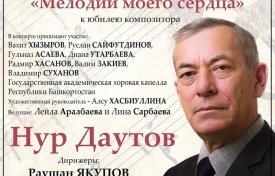 «Мелодии моего сердца»
к юбилею композитора
В концерте принимают участие:
Вахит ХЫЗЫРОВ, Руслан САЙФУТДИНОВ,
Гульназ АСАЕВА, Диана УТАРБАЕВА,
Радмир ХАСАНОВ, Вадим ЗАКИЕВ,
Владимир СУХАНОВ
Государственная академическая хоровая капелла
Республики Башкортостан
Художественный руководитель - Алсу ХАСБИУЛЛИНА
Ведущие: Лейла Аралбаева и Лина Сарбаева
Нур Даутов
Дирижеры:
Раушан ЯКУПОВ